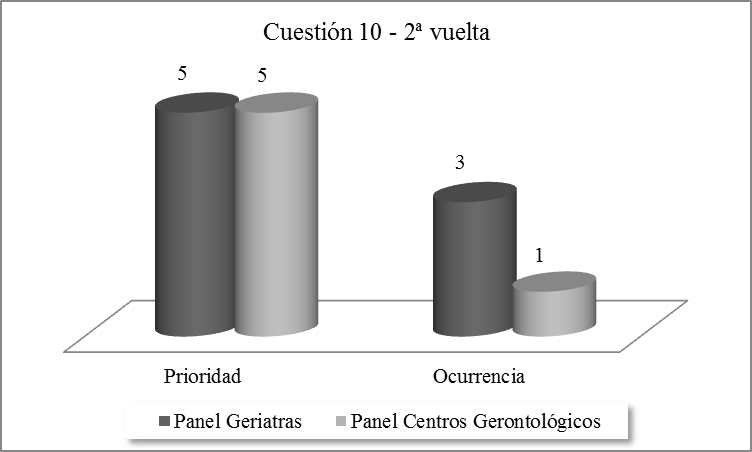 Cuestión 10 - 2ª vuelta
5 5
3
1
Prioridad Ocurrencia
Panel Geriatras Panel Centros Gerontológicos